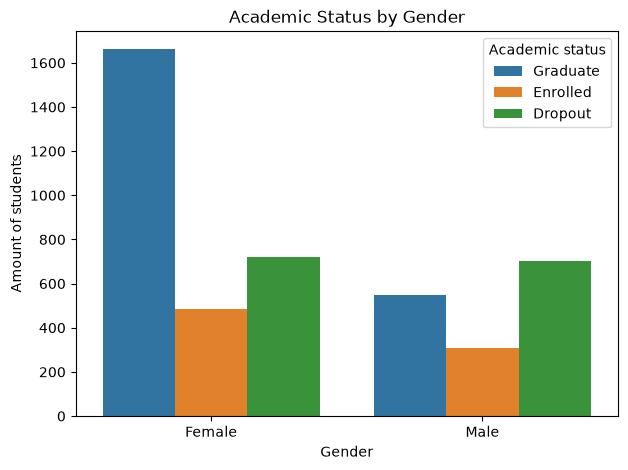 Academic Status by Gender
Academic status
Graduate
Enrolled
Dropout
Amount of students
1600
1400
1200
1000
800
600
400
200
0
Female
Male
Gender